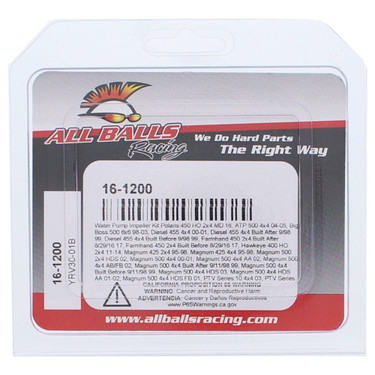 ALL BALLS
Racing
We Do Hard Parts
The Right Way
16-1200
Water Pump Impeller Kit Polaris 450 HO 2x4 MD 16, ATP 500 4x4 04-05, Big
Boss 500 6x6 98-03, Diesel 455 4x4 00-01, Diesel 455 4x4 Built After 9/98
99, Diesel 455 4x4 Built Before 9/98 99, Farmhand 450 2x4 Built After
8/29/16 17, Farmhand 450 2x4 Built Before 8/29/16 17, Hawkeye 400 HO
2x4 11-14, Magnum 425 2x4 95-98, Magnum 425 4x4 95-98, Magnum 500
2x4 HDS 02, Magnum 500 4x4 00-01, Magnum 500 4x4 AA 02, Magnum 500
4x4 AB/FB 02, Magnum 500 4x4 Built After 9/11/98 99, Magnum 500 4x4
Built Before 9/11/98 99, Magnum 500 4x4 HDS 03, Magnum 500 4x4 HDS
AA 01-02, Magnum 500 4x4 HDS FB 01, PTV Series 10 4x4 03, PTV Series
CALIFORNIA PROPOSITION 65 WARNING
WARNING: Cancer and Reproductive Harm
ADVERTENCIA: Cáncer y Daños Reproductivos
www.P65Warnings.ca.gov
16-1200
YRV30-01B
www.allballsracing.com